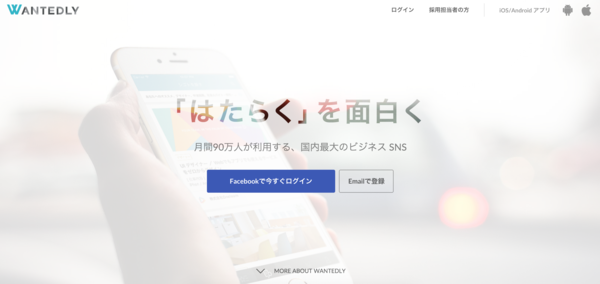 WANTEDLY
ログイン 採用担当者の方 iOS/Android アプリ
「はたらく」を面白く
月間90万人が利用する、国内最大のビジネス SNS
Facebookで今すぐログイン Emailで登録
MORE ABOUT WANTEDLY